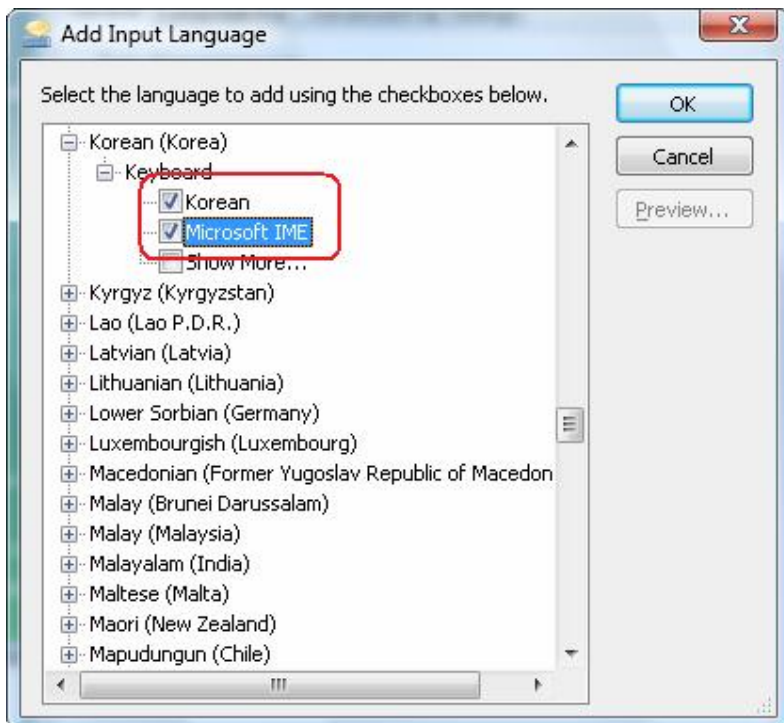 Add Input Language
Select the language to add using the checkboxes below.
OK
Cancel
Preview...
Korean (Korea)
Keyboard
Korean
Microsoft IME
Show More...
Kyrgyz (Kyrgyzstan)
Lao (Lao P.D.R.)
Latvian (Latvia)
Lithuanian (Lithuania)
Lower Sorbian (Germany)
Luxembourgish (Luxembourg)
Macedonian (Former Yugoslav Republic of Macedon
Malay (Brunei Darussalam)
Malay (Malaysia)
Malayalam (India)
Maltese (Malta)
Maori (New Zealand)
Mapudungun (Chile)